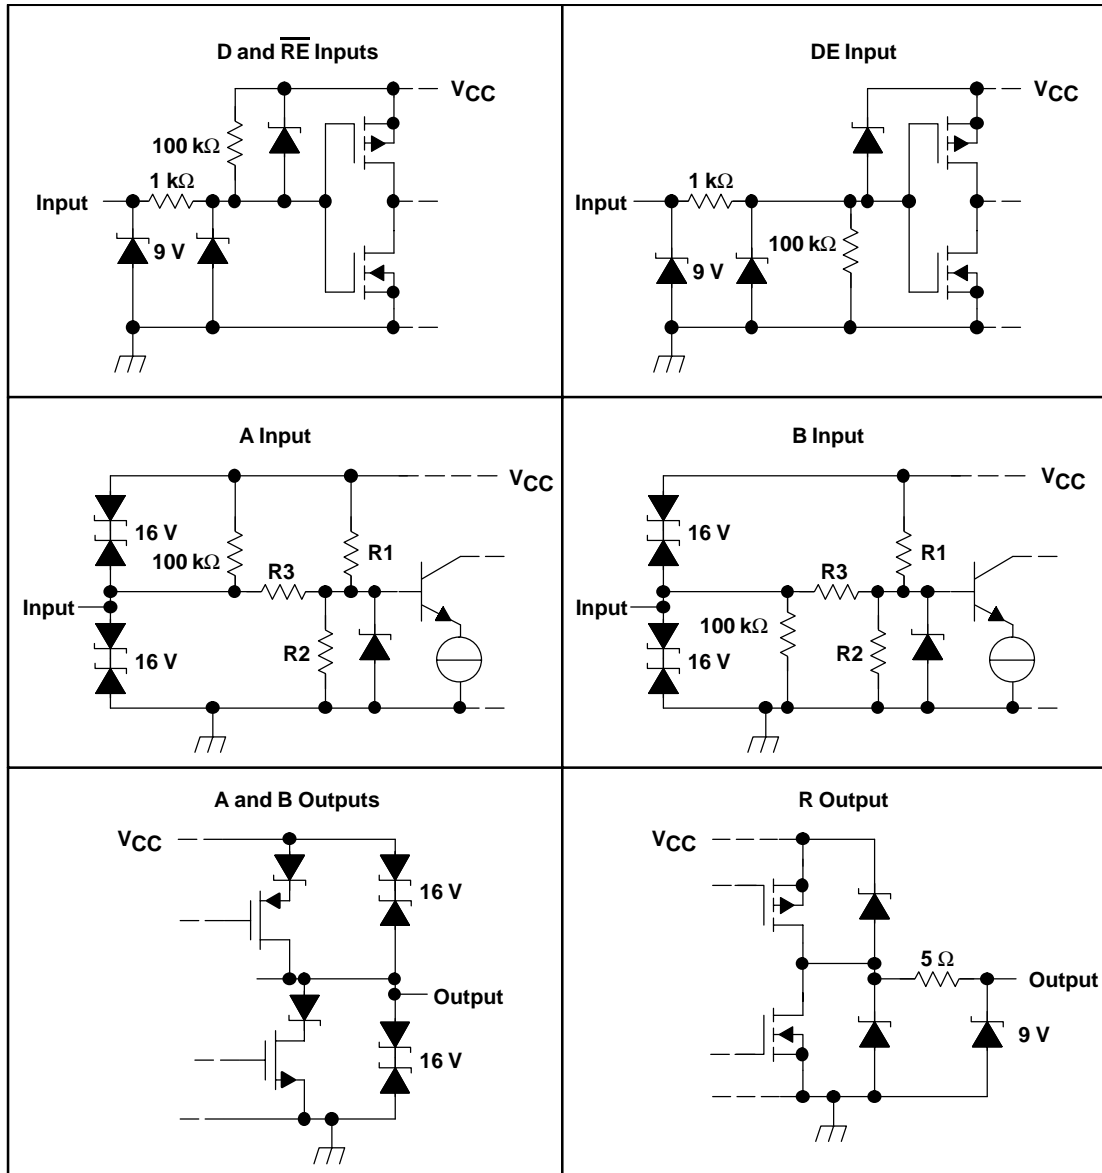 D and RE Inputs
VCC
100 kΩ
1 kΩ
Input
9 V
DE Input
VCC
1 kΩ
Input
100 kΩ
9 V
A Input
VCC
16 V
100 kΩ
R3
R1
Input
R2
16 V
B Input
VCC
16 V
R1
R3
Input
100 kΩ
R2
16 V
A and B Outputs
VCC
16 V
Output
16 V
R Output
VCC
5 Ω
Output
9 V